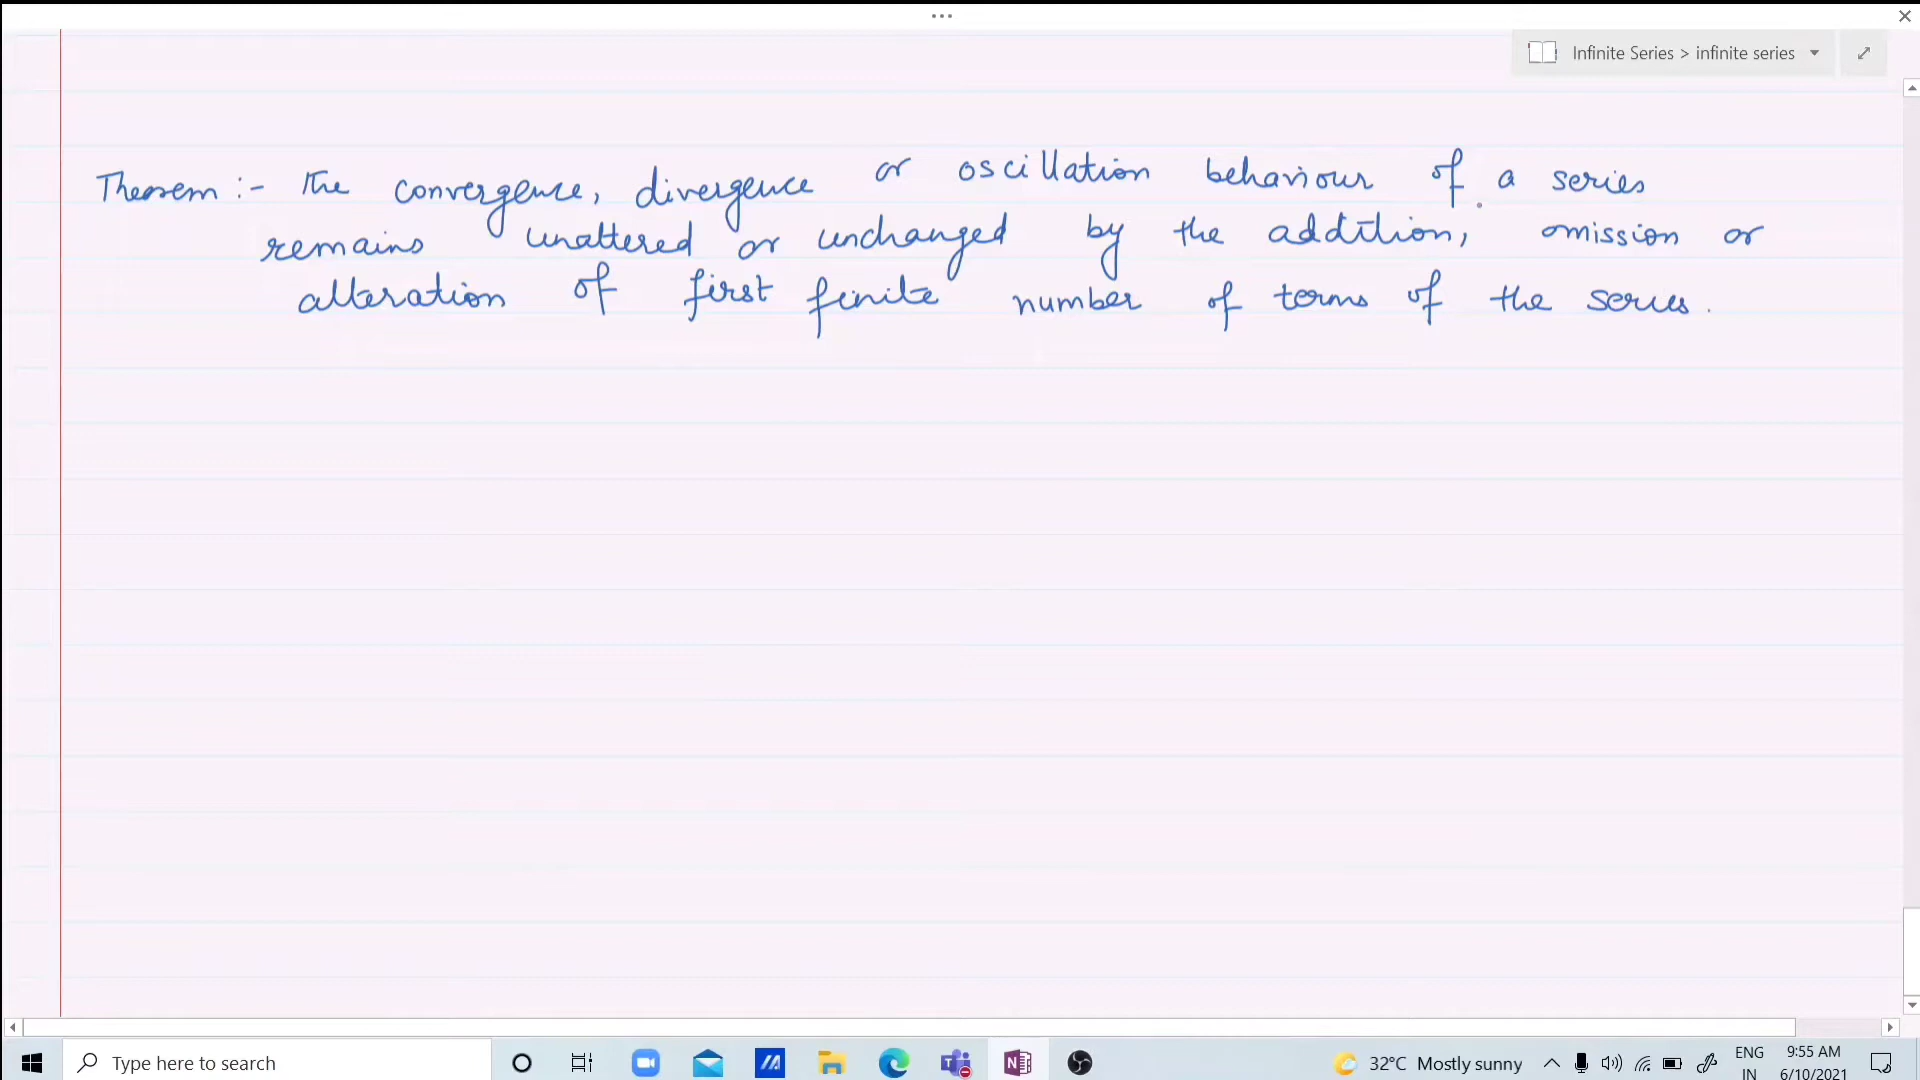 Infinite Series > infinite series
Theorem :- The convergence, divergence or oscillation behaviour of a series
remains unaltered or unchanged by the addition, omission or
alteration of first finite number of terms of the series.
Type here to search
32°C Mostly sunny
ENG
IN
9:55 AM
6/10/2021